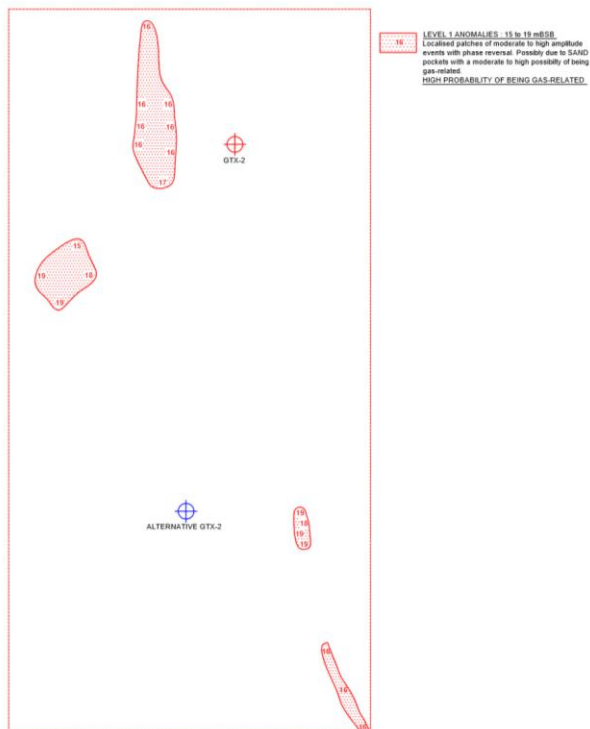 16
LEVEL 1 ANOMALIES : 15 to 19 mBSB
Localised patches of moderate to high amplitude
events with phase reversal. Possibly due to SAND
pockets with a moderate to high possibilty of being
gas-related.
HIGH PROBABILITY OF BEING GAS-RELATED
16
16 16
16 16
16 16
17
GTX-2
15
19 18
19
ALTERNATIVE GTX-2
19
18
19
19
16
16